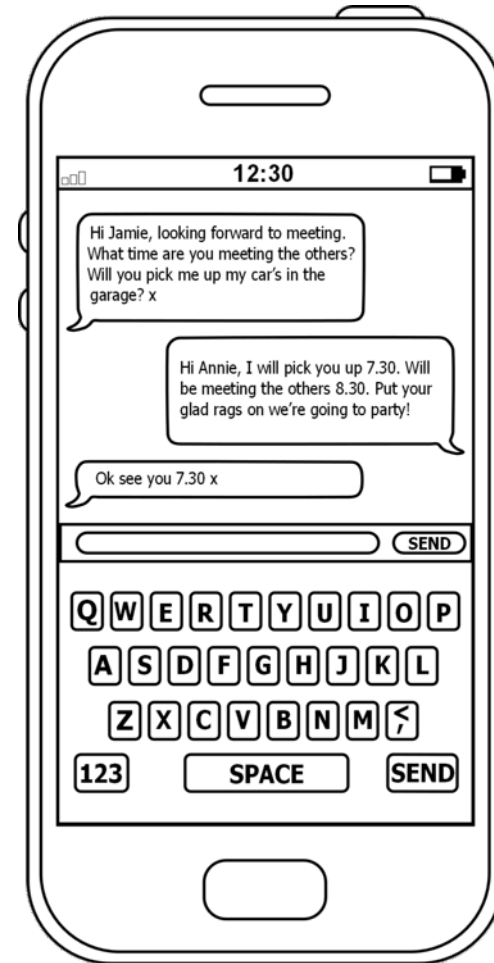 12:30
Hi Jamie, looking forward to meeting.
What time are you meeting the others?
Will you pick me up my car's in the
garage? x
Hi Annie, I will pick you up 7.30. Will
be meeting the others 8.30. Put your
glad rags on we're going to party!
Ok see you 7.30 x
SEND
Q W E R T Y U I O P
A S D F G H J K L
Z X C V B N M < ,
123 SPACE SEND